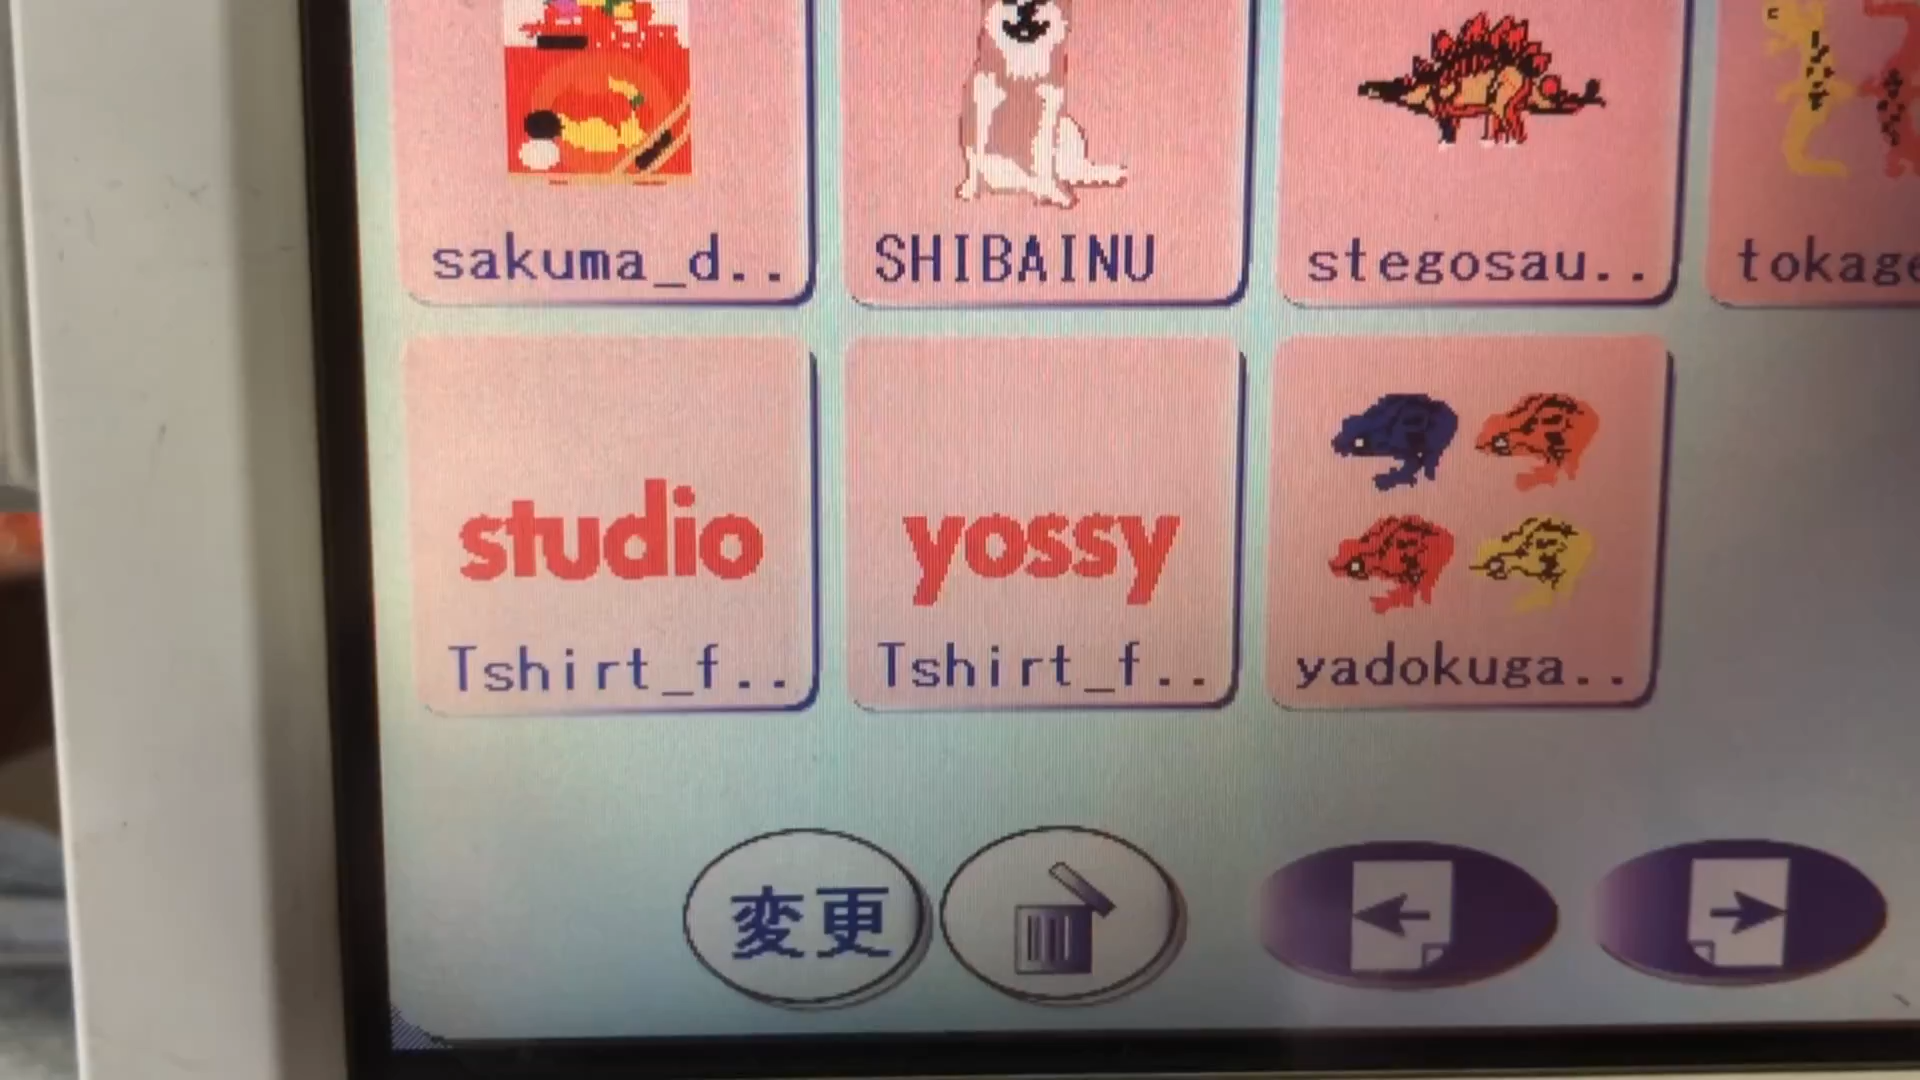 sakuma_d..
SHIBAINU
stegosau..
tokage
studio
yossy
Tshirt_f..
Tshirt_f..
yadokuga..
変更